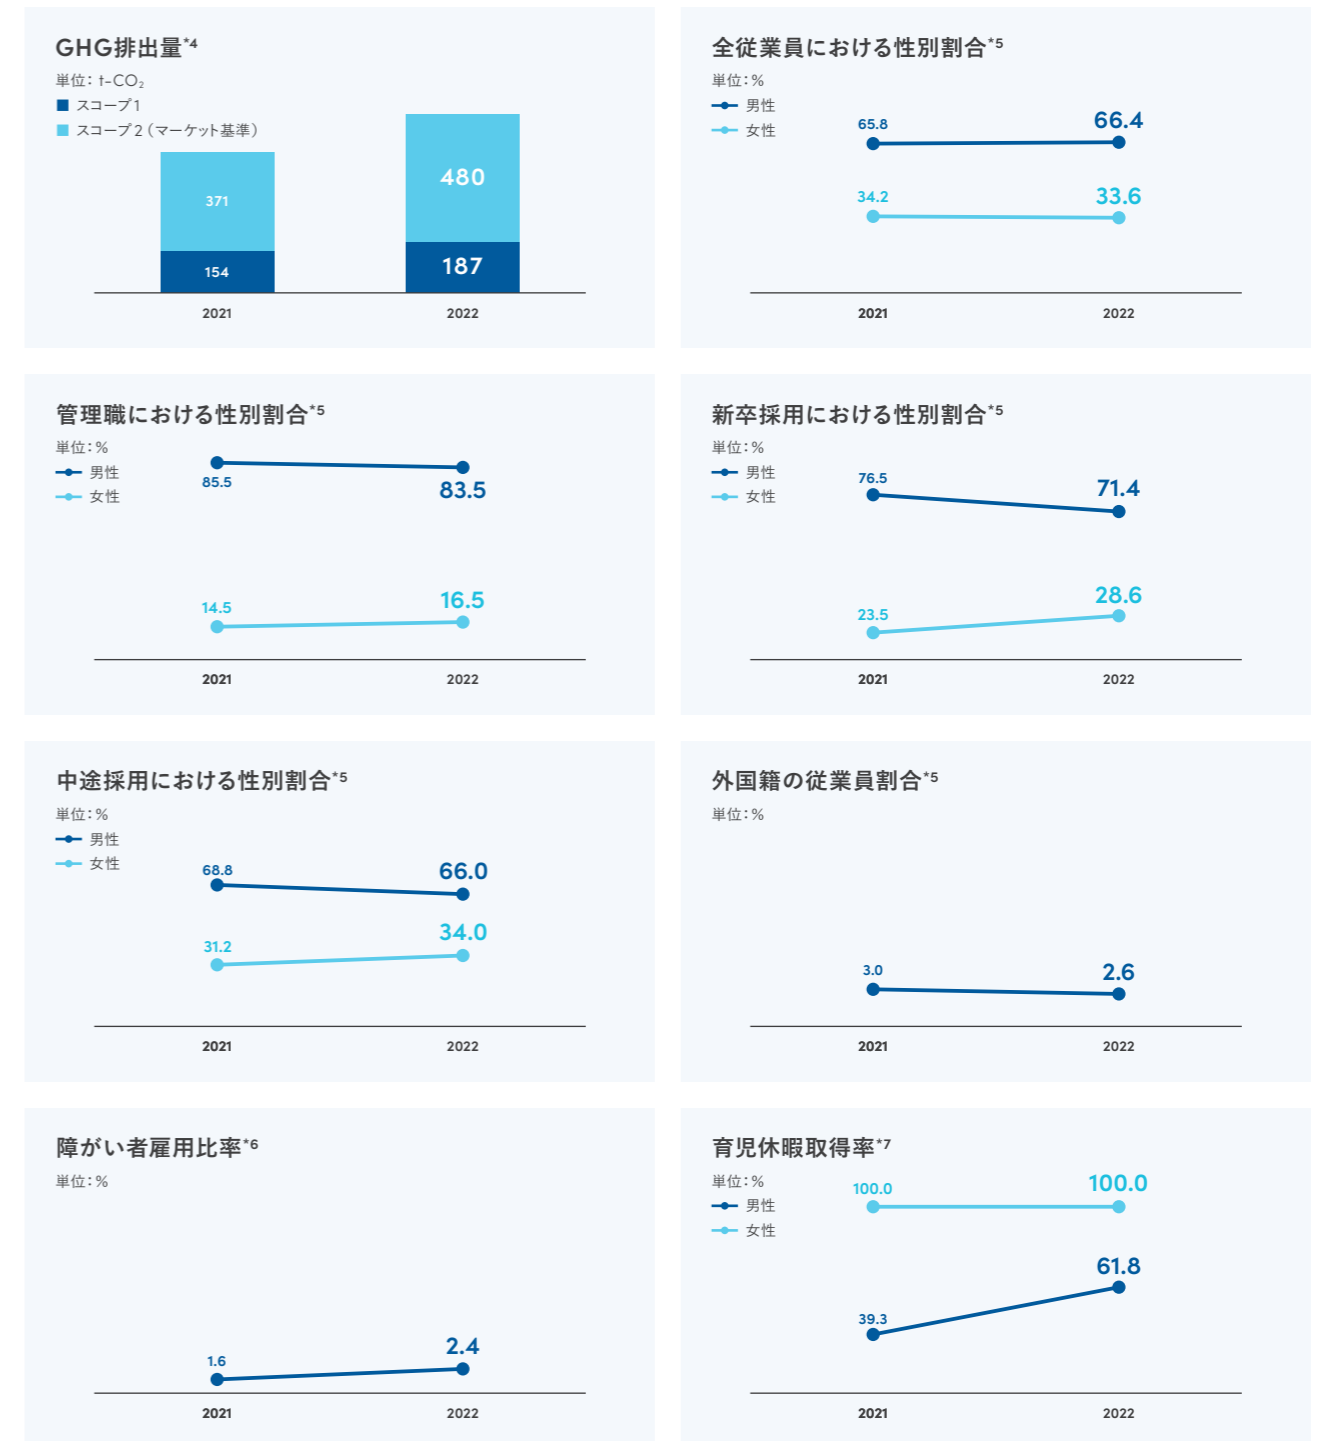 GHG排出量*4
単位：t-CO₂
スコープ1
スコープ2（マーケット基準）
371
154
480
187
2021
2022
全従業員における性別割合*5
単位：%
男性
女性
65.8
66.4
34.2
33.6
2021
2022
管理職における性別割合*5
単位：%
男性
女性
85.5
83.5
14.5
16.5
2021
2022
新卒採用における性別割合*5
単位：%
男性
女性
76.5
71.4
23.5
28.6
2021
2022
中途採用における性別割合*5
単位：%
男性
女性
68.8
66.0
31.2
34.0
2021
2022
外国籍の従業員割合*5
単位：%
3.0
2.6
2021
2022
障がい者雇用比率*6
単位：%
1.6
2.4
2021
2022
育児休暇取得率*7
単位：%
男性
女性
100.0
100.0
39.3
61.8
2021
2022